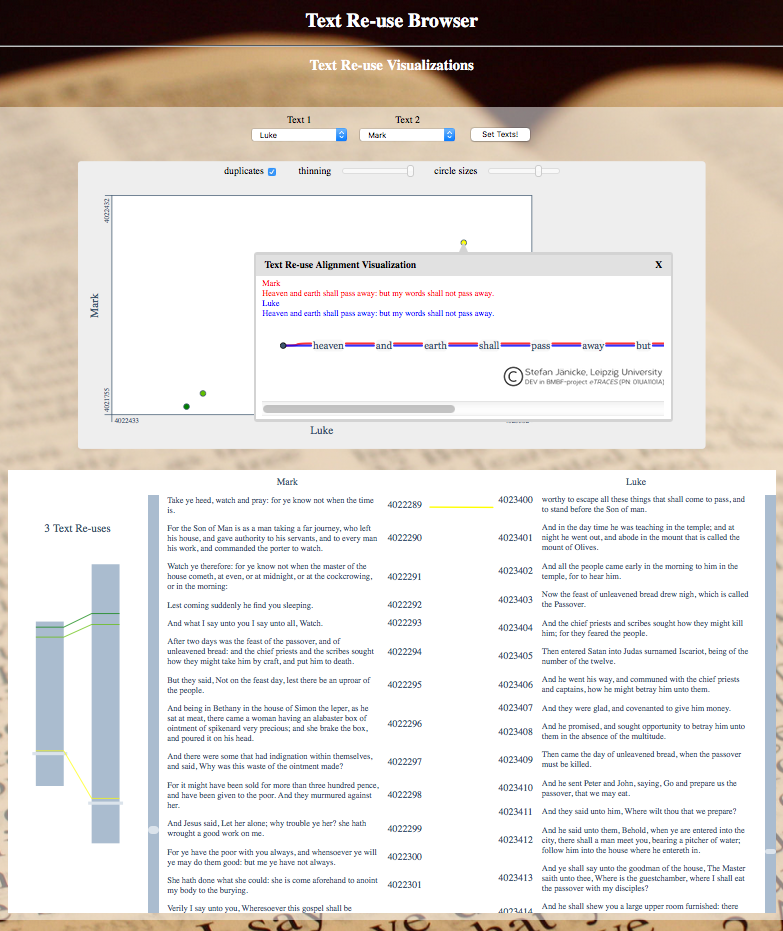 Text Re-use Browser
Text Re-use Visualizations
Text 1
Text 2
Luke
Mark
Set Texts!
duplicates
thinning
circle sizes
4022432
Mark
4021755
4022433
Luke
Text Re-use Alignment Visualization
X
Mark
Heaven and earth shall pass away: but my words shall not pass away.
Luke
Heaven and earth shall pass away: but my words shall not pass away.
heaven and earth shall pass away but
© Stefan Jänicke, Leipzig University
DEV in BMBF-project eTRACES (PN: 01UA1101A)
3 Text Re-uses
Mark
Take ye heed, watch and pray: for ye know not when the time
is.
4022289
For the Son of Man is as a man taking a far journey, who left
his house, and gave authority to his servants, and to every man
his work, and commanded the porter to watch.
4022290
Watch ye therefore: for ye know not when the master of the
house cometh, at even, or at midnight, or at the cockcrowing,
or in the morning:
4022291
Lest coming suddenly he find you sleeping.
4022292
And what I say unto you I say unto all, Watch.
4022293
After two days was the feast of the passover, and of
unleavened bread: and the chief priests and the scribes sought
how they might take him by craft, and put him to death.
4022294
But they said, Not on the feast day, lest there be an uproar of
the people.
4022295
And being in Bethany in the house of Simon the leper, as he
sat at meat, there came a woman having an alabaster box of
ointment of spikenard very precious; and she brake the box,
and poured it on his head.
4022296
And there were some that had indignation within themselves,
and said, Why was this waste of the ointment made?
4022297
For it might have been sold for more than three hundred pence,
and have been given to the poor. And they murmured against
her.
4022298
And Jesus said, Let her alone; why trouble ye her? she hath
wrought a good work on me.
4022299
For ye have the poor with you always, and whensoever ye will
ye may do them good: but me ye have not always.
4022300
She hath done what she could: she is come aforehand to anoint
my body to the burying.
4022301
Verily I say unto you, Wheresoever this gospel shall be
Luke
4023400
worthy to escape all these things that shall come to pass, and
to stand before the Son of man.
4023401
And in the day time he was teaching in the temple; and at
night he went out, and abode in the mount that is called the
mount of Olives.
4023402
And all the people came early in the morning to him in the
temple, for to hear him.
4023403
Now the feast of unleavened bread drew nigh, which is called
the Passover.
4023404
And the chief priests and scribes sought how they might kill
him; for they feared the people.
4023405
Then entered Satan into Judas surnamed Iscariot, being of the
number of the twelve.
4023406
And he went his way, and communed with the chief priests
and captains, how he might betray him unto them.
4023407
And they were glad, and covenanted to give him money.
4023408
And he promised, and sought opportunity to betray him unto
them in the absence of the multitude.
4023409
Then came the day of unleavened bread, when the passover
must be killed.
4023410
And he sent Peter and John, saying, Go and prepare us the
passover, that we may eat.
4023411
And they said unto him, Where wilt thou that we prepare?
4023412
And he said unto them, Behold, when ye are entered into the
city, there shall a man meet you, bearing a pitcher of water;
follow him into the house where he entereth in.
4023413
And ye shall say unto the goodman of the house, The Master
saith unto thee, Where is the guestchamber, where I shall eat
the passover with my disciples?
4023414
And he shall shew you a large upper room furnished: there